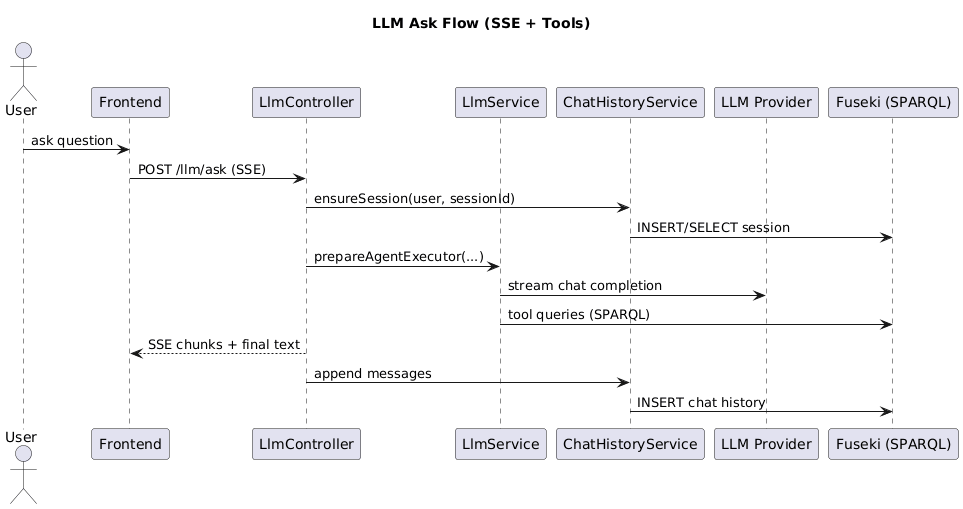 LLM Ask Flow (SSE + Tools)
User
Frontend
LlmController
LlmService
ChatHistoryService
LLM Provider
Fuseki (SPARQL)
ask question
POST /llm/ask (SSE)
ensureSession(user, sessionId)
INSERT/SELECT session
prepareAgentExecutor(...)
stream chat completion
tool queries (SPARQL)
SSE chunks + final text
append messages
INSERT chat history
User
Frontend
LlmController
LlmService
ChatHistoryService
LLM Provider
Fuseki (SPARQL)